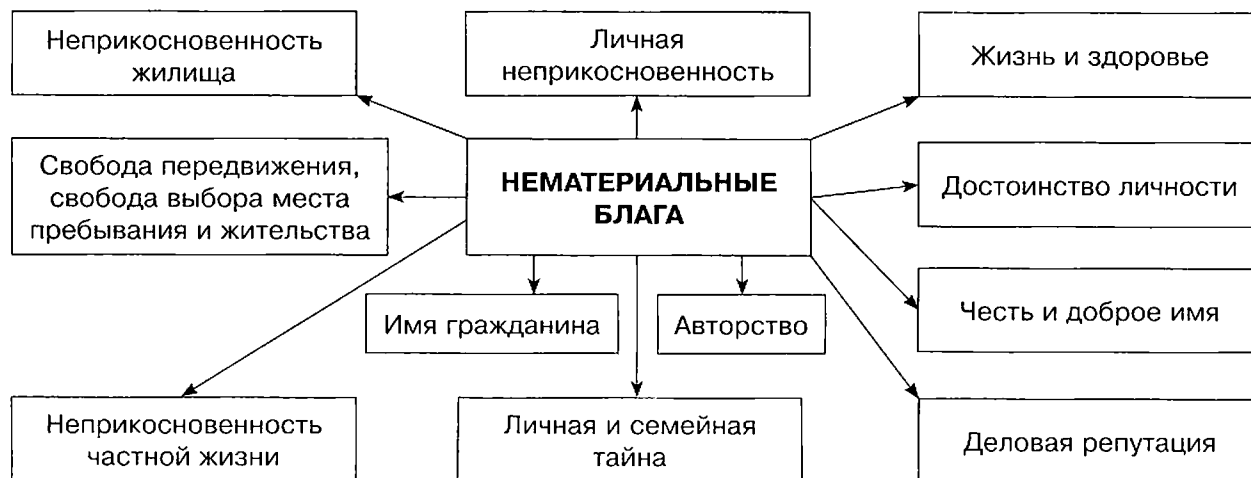 Неприкосновенность
жилища
Личная
неприкосновенность
Жизнь и здоровье
Свобода передвижения,
свобода выбора места
пребывания и жительства
НЕМАТЕРИАЛЬНЫЕ
БЛАГА
Достоинство личности
Имя гражданина
Авторство
Честь и доброе имя
Неприкосновенность
частной жизни
Личная и семейная
тайна
Деловая репутация